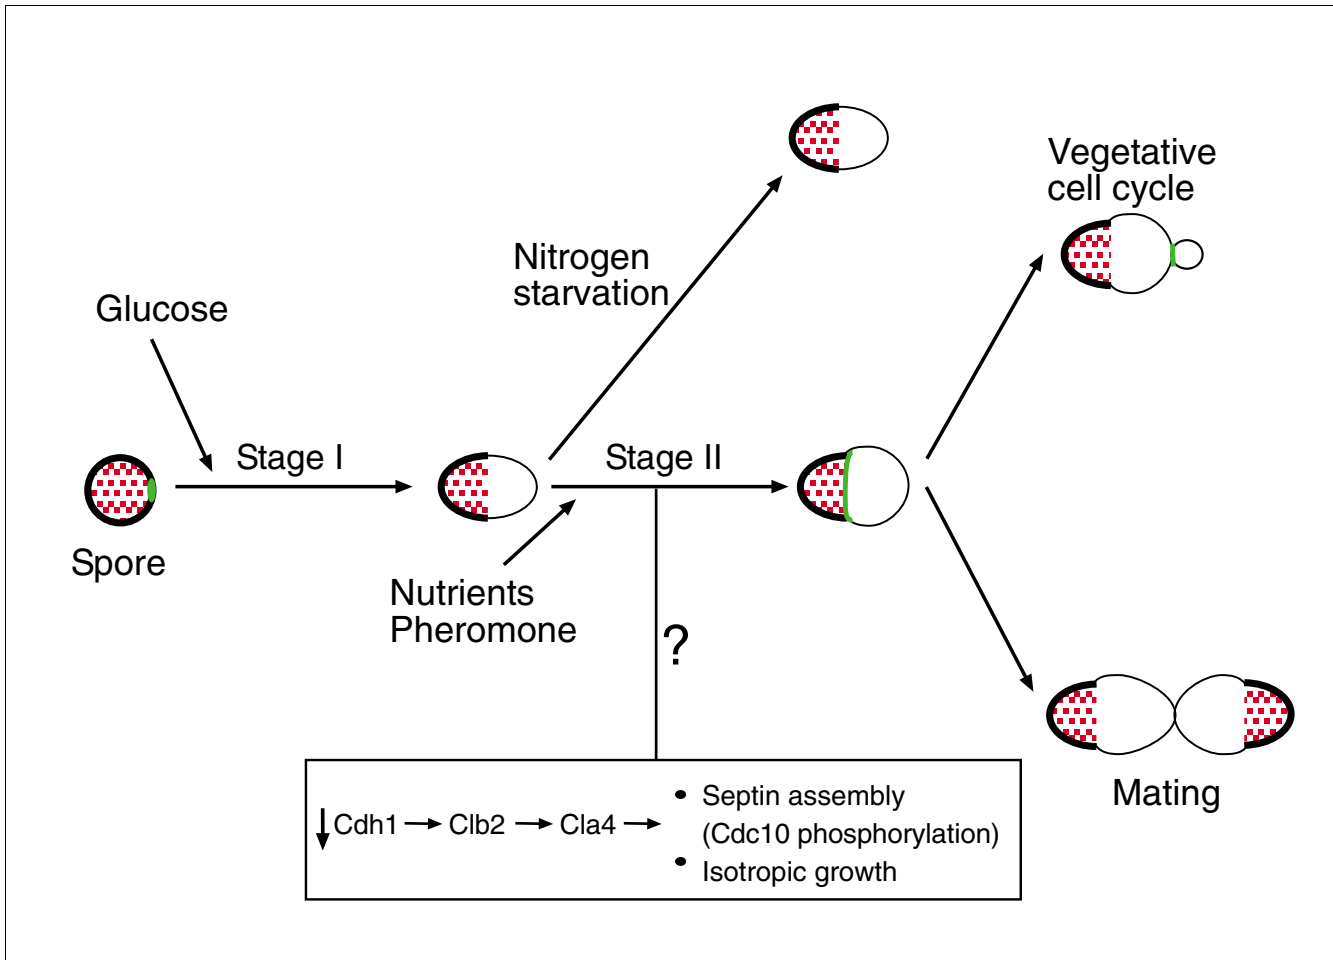 Vegetative
cell cycle
Nitrogen
starvation
Glucose
Stage I
Stage II
Spore
Nutrients
Pheromone
?
Mating
Cdh1 Clb2 Cla4
• Septin assembly
(Cdc10 phosphorylation)
• Isotropic growth